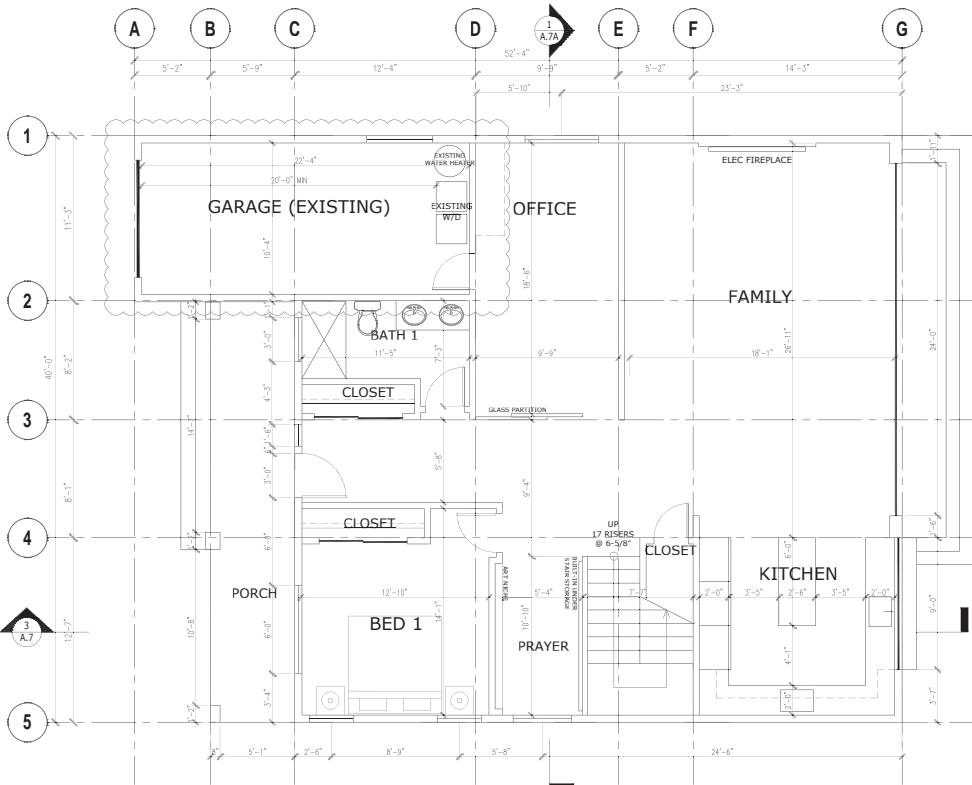 A B C D E F G
1
A.7A
52'-4"
5'-2" 5'-9" 12'-4" 9'-9" 5'-2" 14'-3"
5'-10" 23'-3"
1
ELEC FIREPLACE
1'-11"
EXISTING
WATER HEATER
22'-4"
20'-0" MIN
GARAGE (EXISTING)
EXISTING
W/D
OFFICE
11'-3"
10'-4"
18'-6"
2
FAMILY
26'-11"
24'-0"
BATH 1
3'-0"
11'-5"
7'-3"
9'-9"
18'-1"
40'-0"
8'-2"
4'-3"
CLOSET
GLASS PARTITION
3
1'-6"
5'-8"
9'-4"
3'-0"
8'-1"
CLOSET
UP
17 RISERS
@ 6-5/8"
4
CLOSET
6'-0"
KITCHEN
ART NICHE
BUILT-IN UNDER
STAIR STORAGE
PORCH
12'-10"
14'-1"
5'-4"
7'-7"
2'-0" 3'-5" 2'-6" 3'-5" 2'-0"
9'-0"
3
A.7
12'-7"
10'-8"
6'-0"
BED 1
10'-10"
PRAYER
4'-1"
3'-4"
2'-0"
3'-7"
5
8" 5'-1" 2'-6" 8'-9" 5'-8" 24'-6"